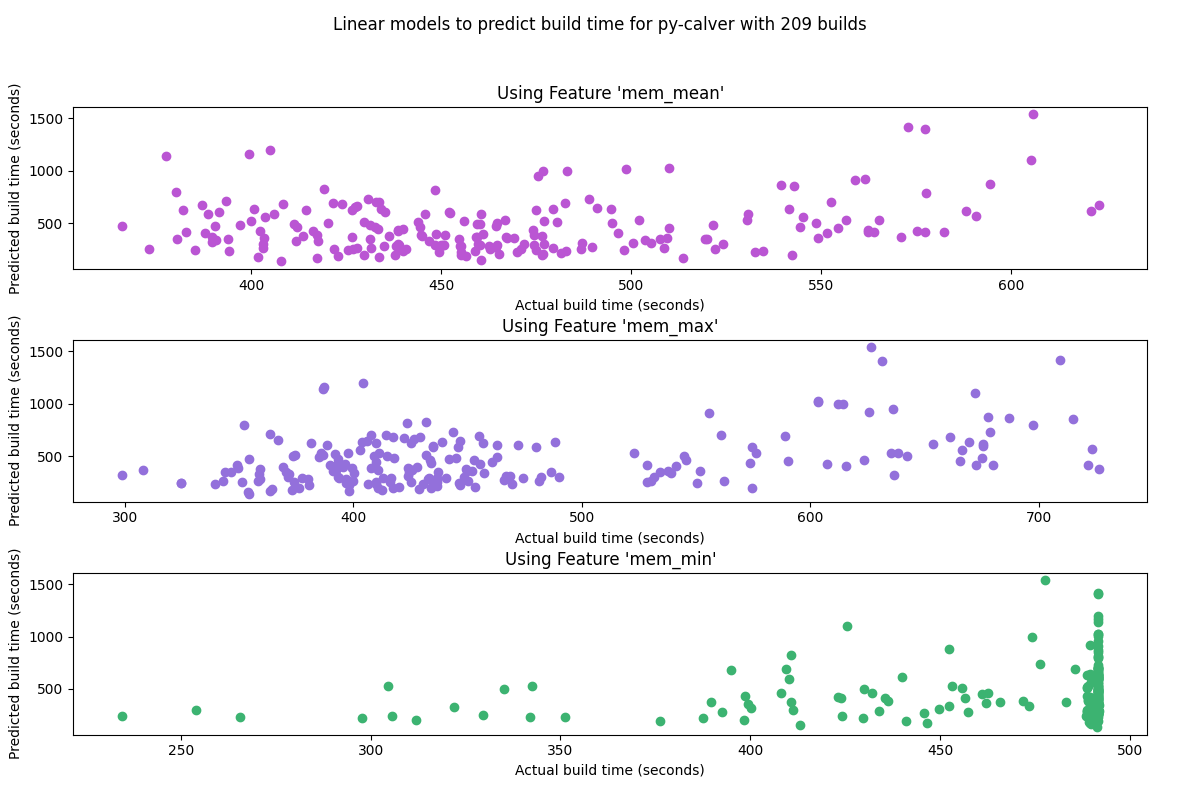 Linear models to predict build time for py-calver with 209 builds
Using Feature 'mem_mean'
Predicted build time (seconds)
1500
1000
500
400
450
500
550
600
Actual build time (seconds)
Using Feature 'mem_max'
Predicted build time (seconds)
1500
1000
500
300
400
500
600
700
Actual build time (seconds)
Using Feature 'mem_min'
Predicted build time (seconds)
1500
1000
500
250
300
350
400
450
500
Actual build time (seconds)